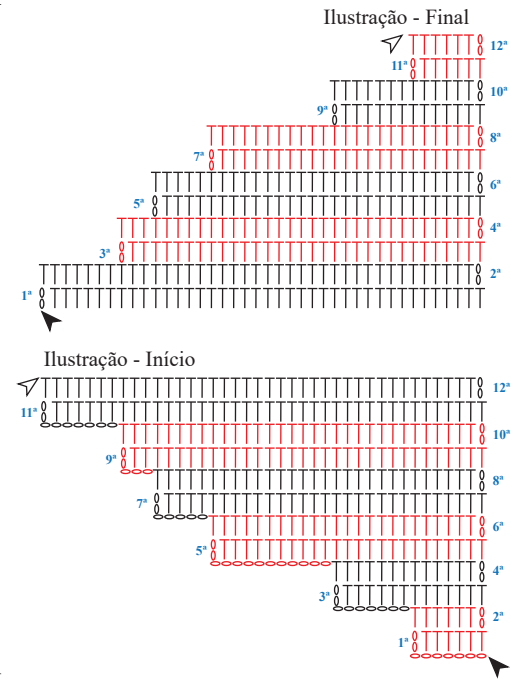 Ilustração - Final
12ª
11ª
10ª
9ª
8ª
7ª
6ª
5ª
4ª
3ª
2ª
1ª
Ilustração - Início
12ª
11ª
10ª
9ª
8ª
7ª
6ª
5ª
4ª
3ª
2ª
1ª